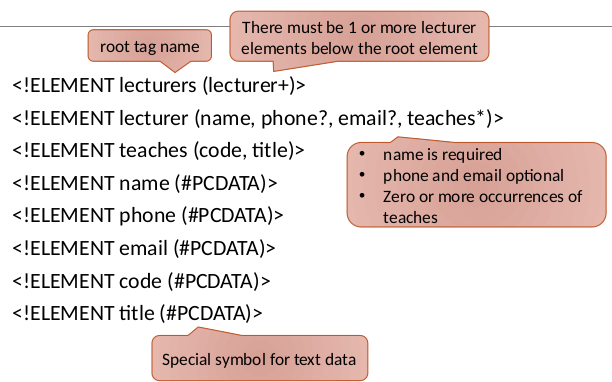 There must be 1 or more lecturer
elements below the root element
root tag name
<!ELEMENT lecturers (lecturer+)>
<!ELEMENT lecturer (name, phone?, email?, teaches*)>
<!ELEMENT teaches (code, title)>
• name is required
• phone and email optional
• Zero or more occurrences of
teaches
<!ELEMENT name (#PCDATA)>
<!ELEMENT phone (#PCDATA)>
<!ELEMENT email (#PCDATA)>
<!ELEMENT code (#PCDATA)>
<!ELEMENT title (#PCDATA)>
Special symbol for text data